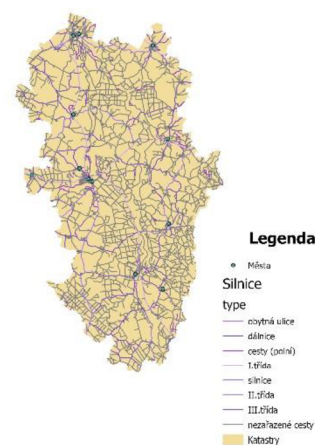 Legenda
Města
Silnice
type
obytná ulice
dálnice
cesty (polní)
I.třída
silnice
II.třída
III.třída
nezařazené cesty
Katastry